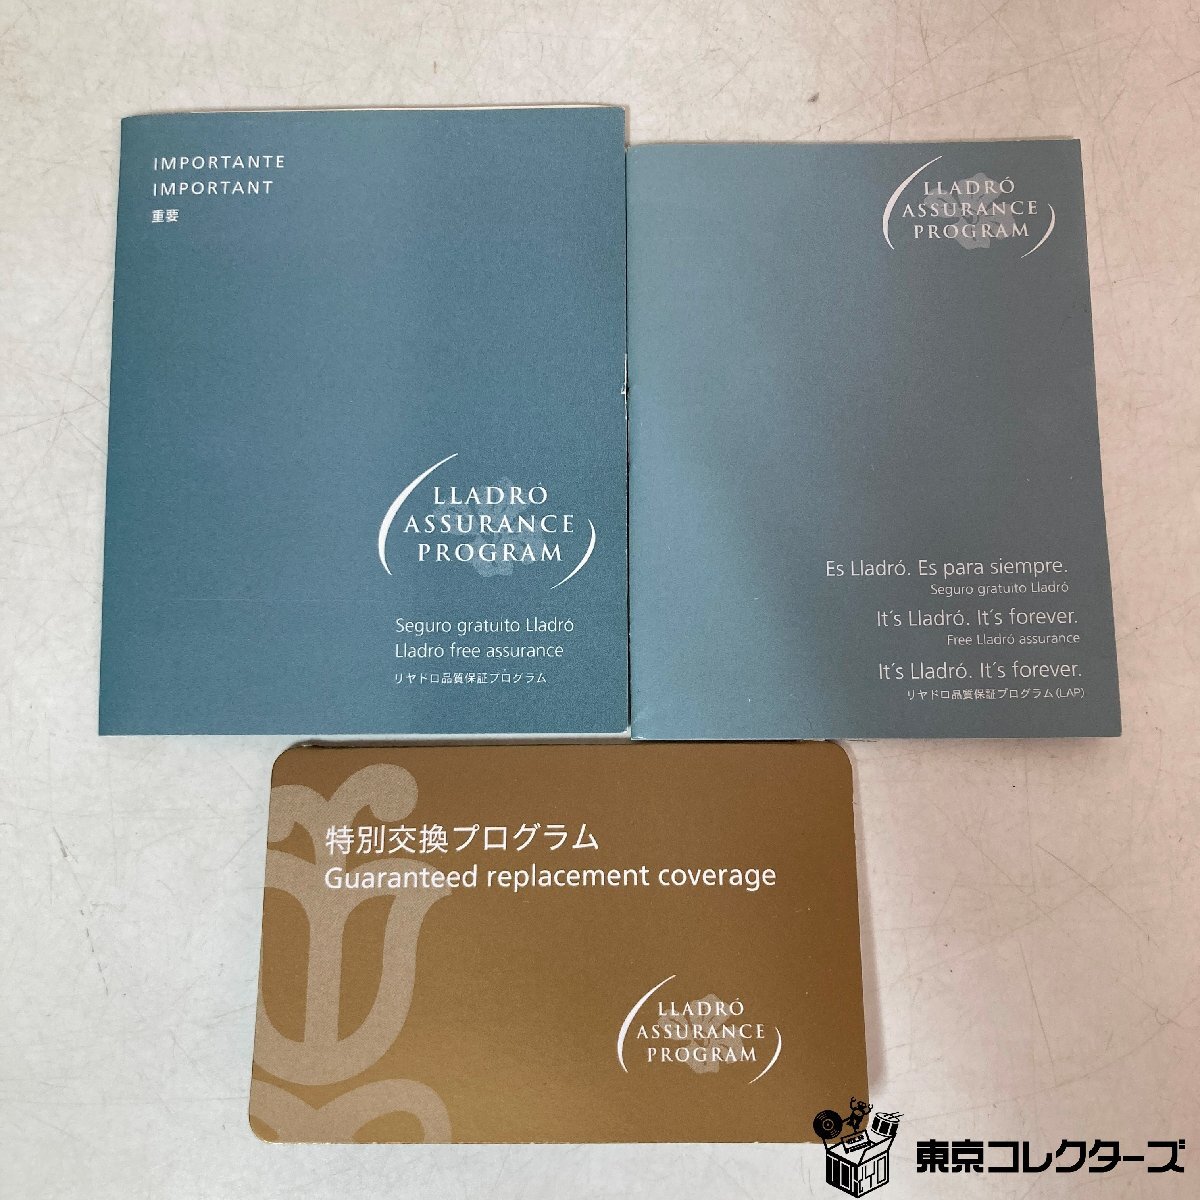 IMPORTANTE
IMPORTANT
重要
LLADRÓ
ASSURANCE
PROGRAM
Seguro gratuito Lladró
Lladró free assurance
リヤドロ品質保証プログラム
LLADRÓ
ASSURANCE
PROGRAM
Es Lladró. Es para siempre.
Seguro gratuito Lladró
It´s Lladró. It´s forever.
Free Lladró assurance
It´s Lladró. It´s forever.
リヤドロ品質保証プログラム(LAP)
特別交換プログラム
Guaranteed replacement coverage
LLADRÓ
ASSURANCE
PROGRAM
TOKYO
東京コレクターズ